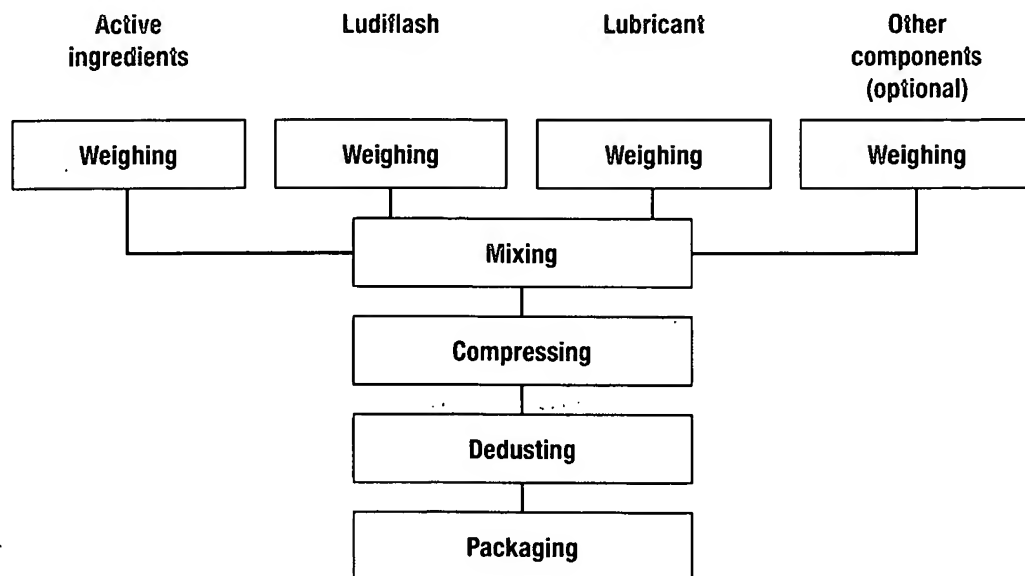 Active
ingredients
Ludiflash
Lubricant
Other
components
(optional)
Weighing
Weighing
Weighing
Weighing
Mixing
Compressing
Dedusting
Packaging